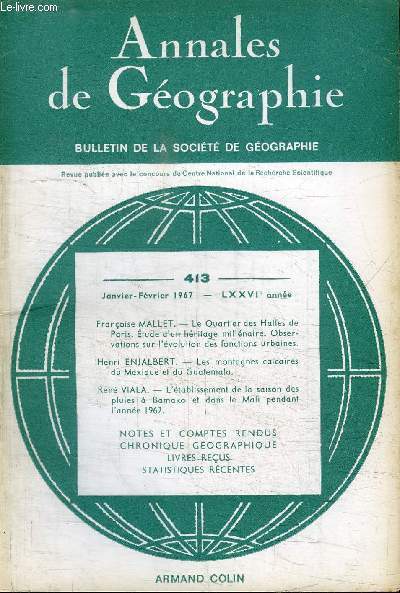 © Le-livre.com
Annales
de Géographie
BULLETIN DE LA SOCIÉTÉ DE GÉOGRAPHIE
Revue publiée avec le concours du Centre National de la Recherche Scientifique
413
Janvier-Février 1967 — LXXVIe année
Françoise MALLET. — Le Quartier des Halles de
Paris. Étude d'un héritage millénaire. Obser-
vations sur l'évolution des fonctions urbaines.
Henri ENJALBERT. — Les montagnes calcaires
du Mexique et du Guatemala.
René VIALA. — L'établissement de la saison des
pluies à Bamako et dans le Mali pendant
l'année 1962.
NOTES ET COMPTES RENDUS
CHRONIQUE GÉOGRAPHIQUE
LIVRES REÇUS
STATISTIQUES RÉCENTES
ARMAND COLIN